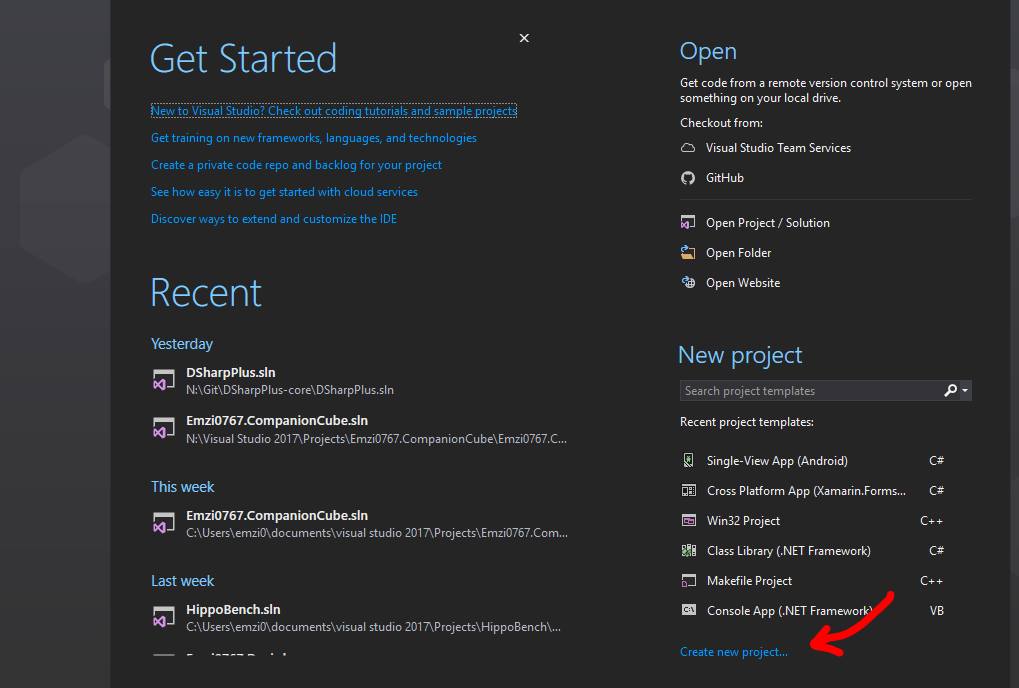 Get Started
New to Visual Studio? Check out coding tutorials and sample projects
Get training on new frameworks, languages, and technologies
Create a private code repo and backlog for your project
See how easy it is to get started with cloud services
Discover ways to extend and customize the IDE
Recent
Yesterday
DSharpPlus.sln
N:\Git\DSharpPlus-core\DSharpPlus.sln
Emzi0767.CompanionCube.sln
N:\Visual Studio 2017\Projects\Emzi0767.CompanionCube\Emzi0767.C...
This week
Emzi0767.CompanionCube.sln
C:\Users\emzi0\documents\visual studio 2017\Projects\Emzi0767.Com...
Last week
HippoBench.sln
C:\Users\emzi0\documents\visual studio 2017\Projects\HippoBench\...
Open
Get code from a remote version control system or open
something on your local drive.
Checkout from:
Visual Studio Team Services
GitHub
Open Project / Solution
Open Folder
Open Website
New project
Search project templates
Recent project templates:
Single-View App (Android) C#
Cross Platform App (Xamarin.Forms... C#
Win32 Project C++
Class Library (.NET Framework) C#
Makefile Project C++
Console App (.NET Framework) VB
Create new project...